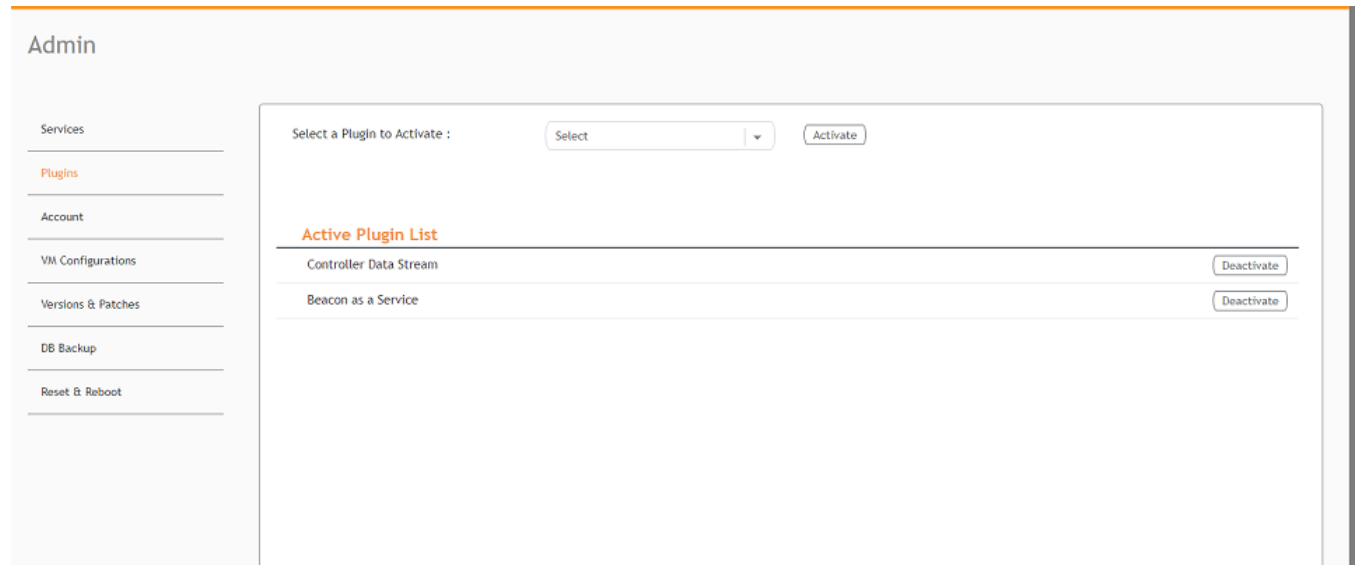 Admin
Services
Plugins
Account
VM Configurations
Versions & Patches
DB Backup
Reset & Reboot
Select a Plugin to Activate : Select Activate
Active Plugin List
Controller Data Stream Deactivate
Beacon as a Service Deactivate